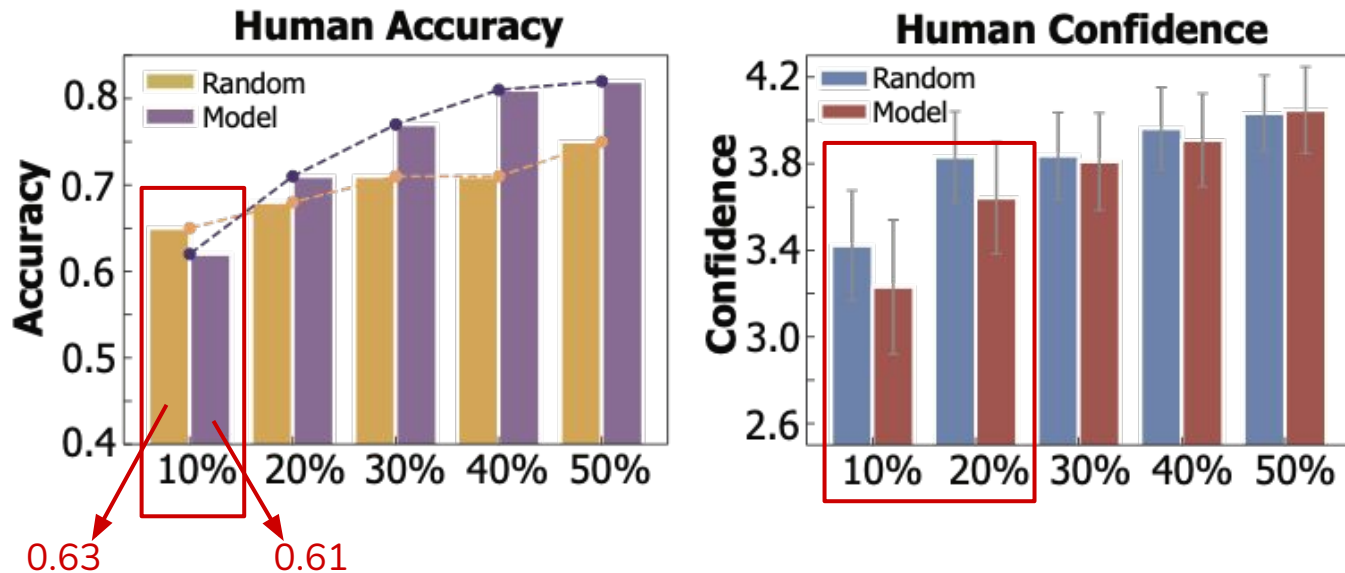 Human Accuracy
Random
Model
Accuracy
0.8
0.7
0.6
0.5
0.4
10% 20% 30% 40% 50%
0.63 0.61
Human Confidence
Random
Model
Confidence
4.2
3.8
3.4
3.0
2.6
10% 20% 30% 40% 50%